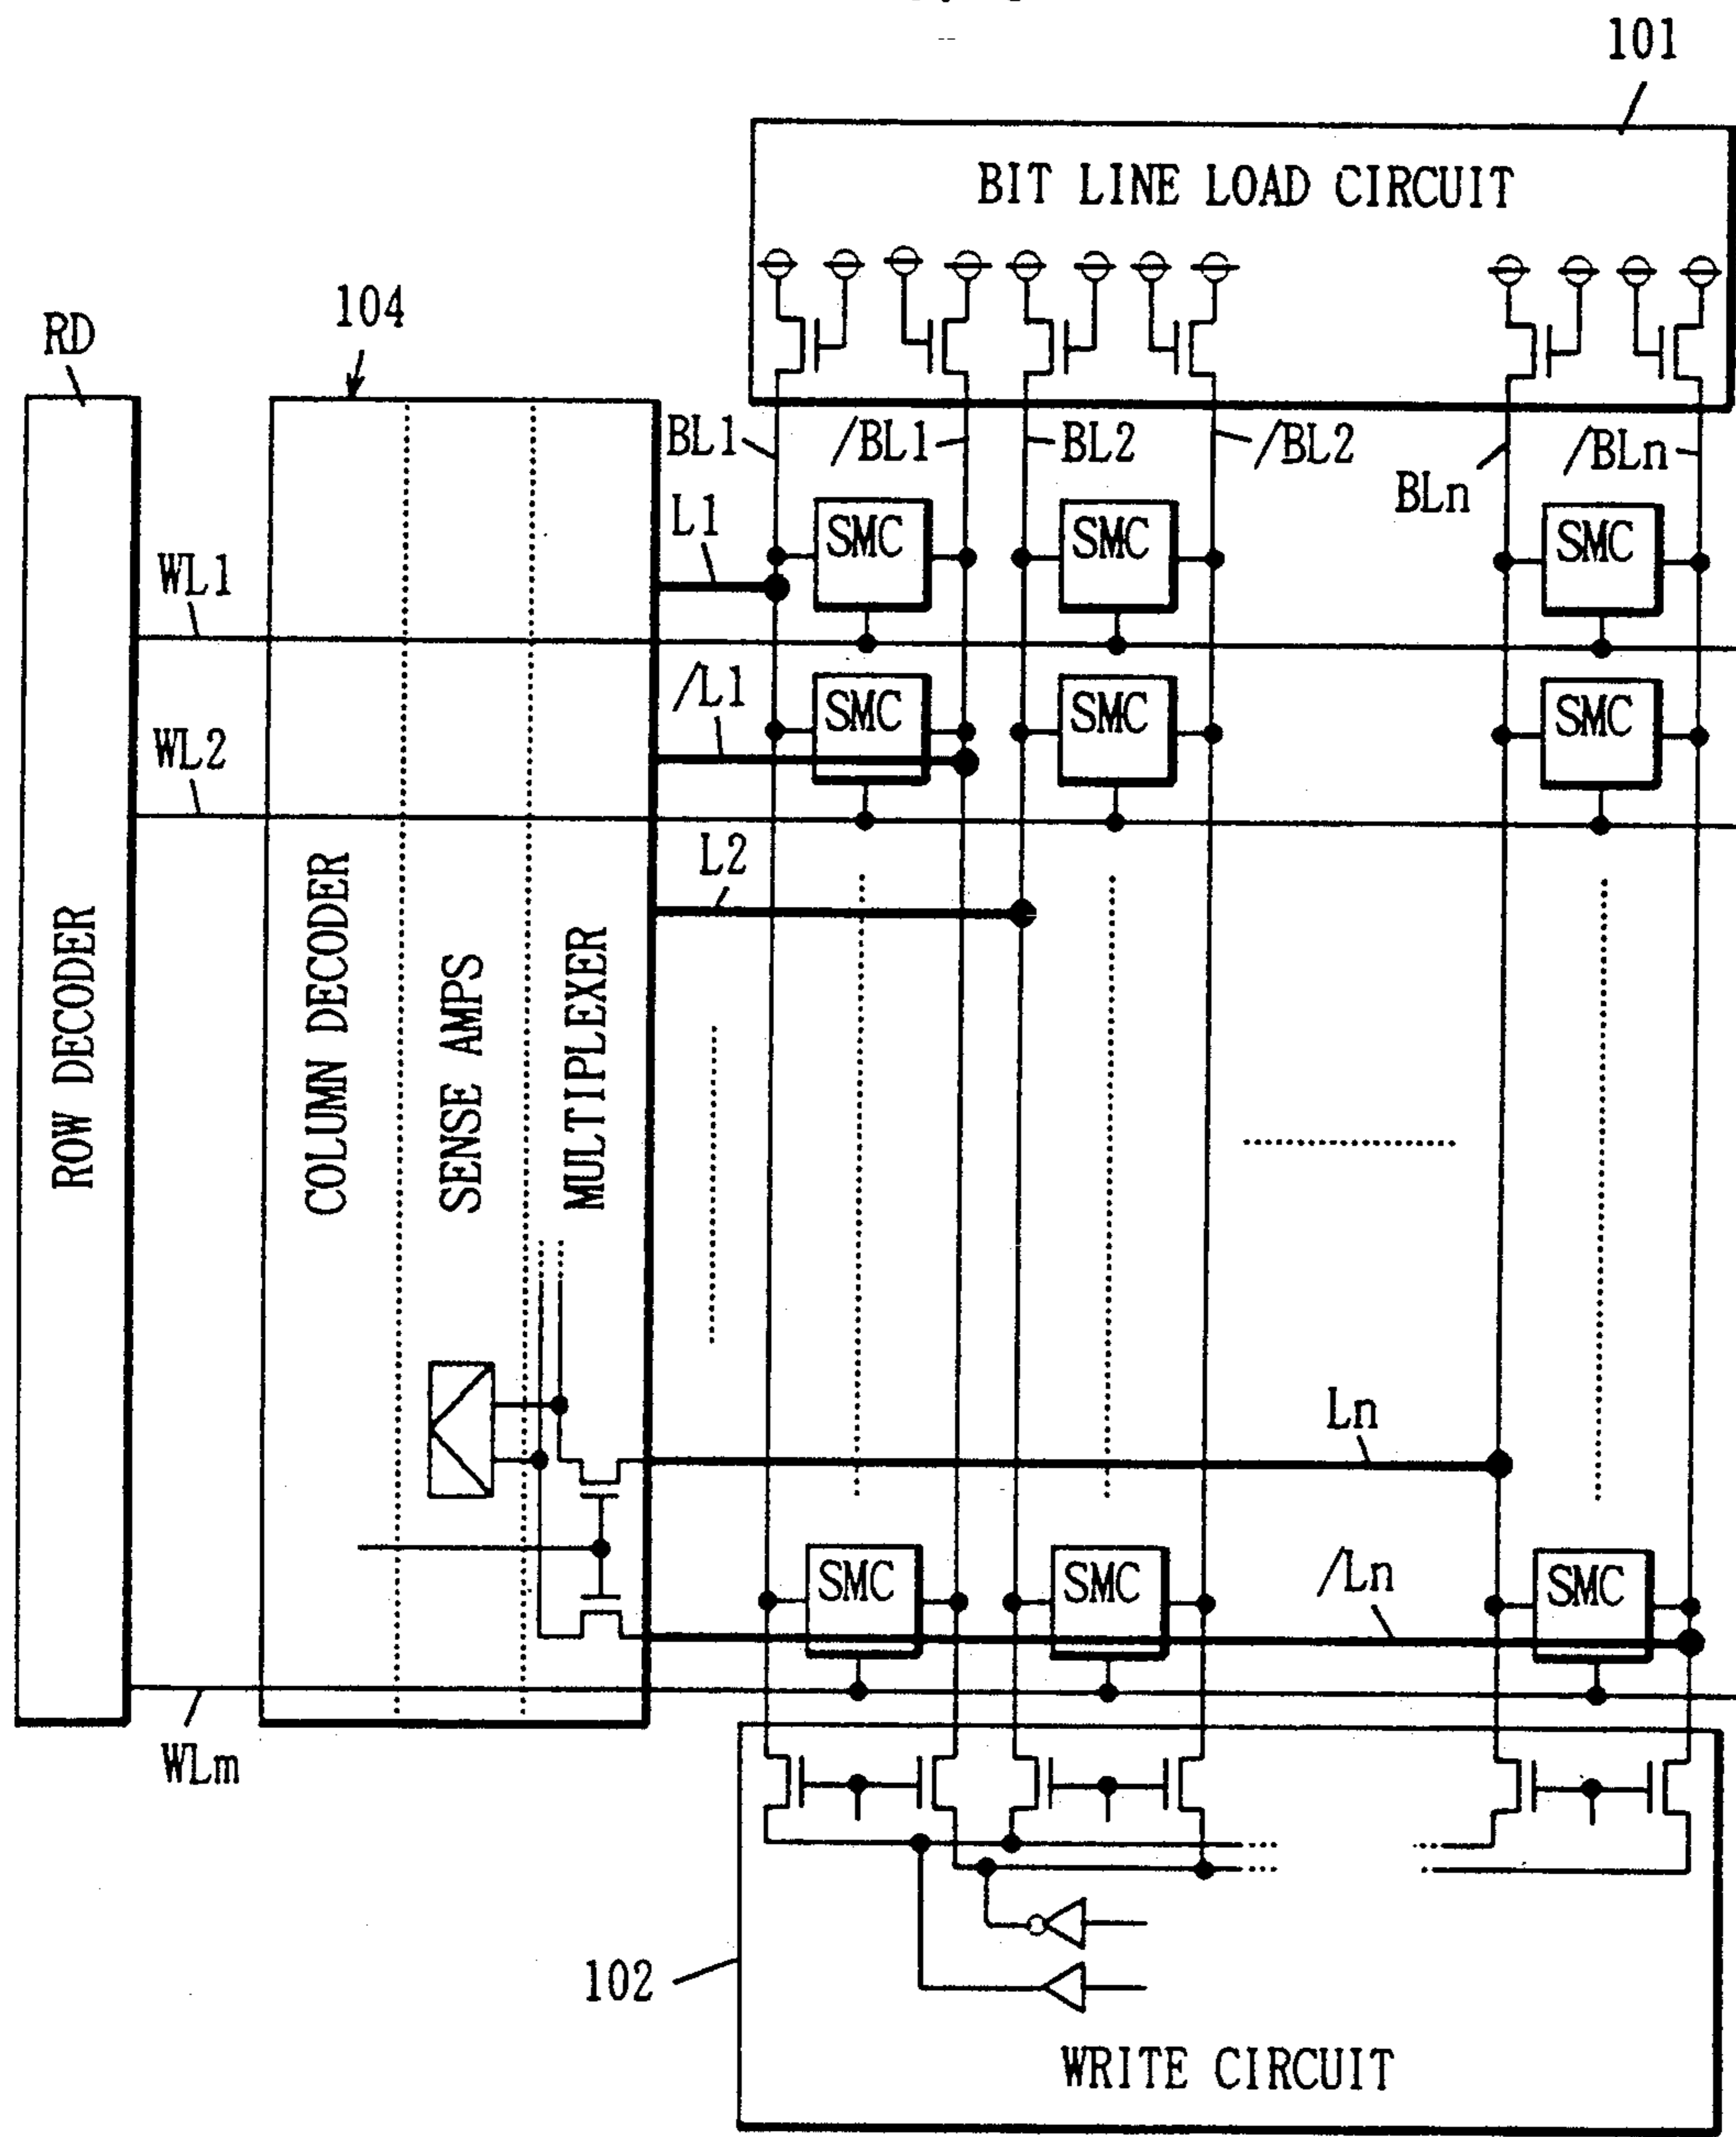 101
BIT LINE LOAD CIRCUIT
RD
104
BL1
/BL1
BL2
/BL2
BLn
/BLn
L1
SMC
SMC
SMC
WL1
/L1
SMC
SMC
SMC
WL2
L2
ROW DECODER
COLUMN DECODER
SENSE AMPS
MULTIPLEXER
Ln
SMC
SMC
/Ln
SMC
WLm
102
WRITE CIRCUIT